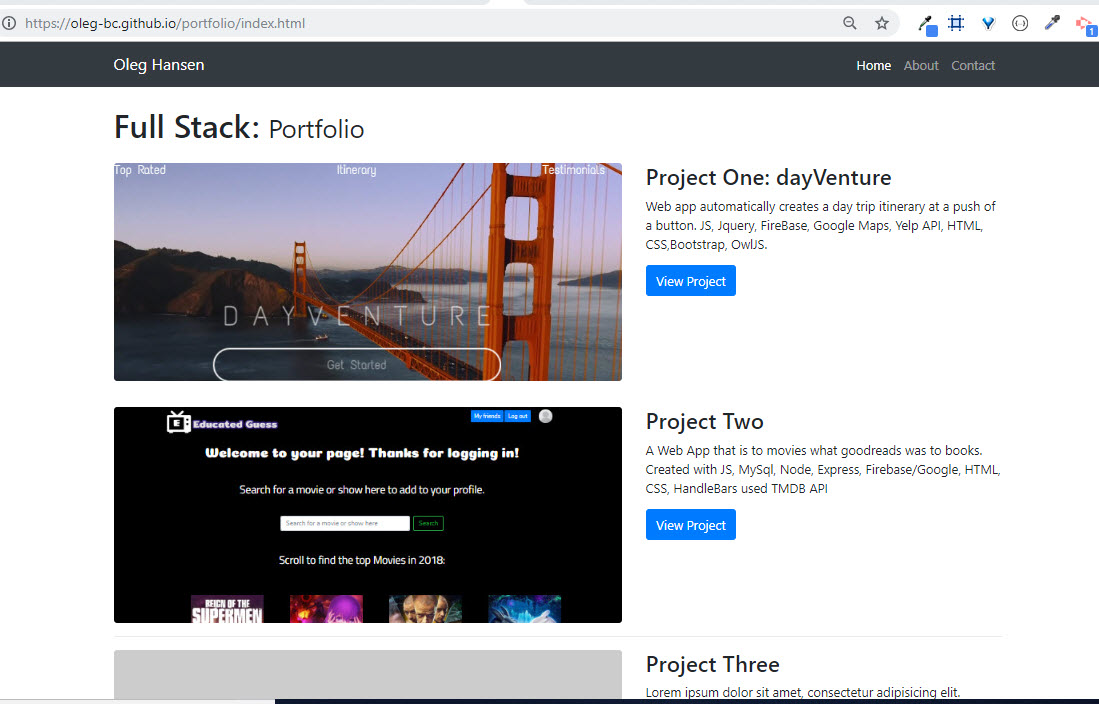 https://oleg-bc.github.io/portfolio/index.html
1
Oleg Hansen
Home About Contact
Full Stack: Portfolio
Top Rated Itinerary Testimonials
DAYVENTURE
Get Started
Project One: dayVenture
Web app automatically creates a day trip itinerary at a push of
a button. JS, Jquery, FireBase, Google Maps, Yelp API, HTML,
CSS,Bootstrap, OwlJS.
View Project
E Educated Guess
My friends Log out
Welcome to your page! Thanks for logging in!
Search for a movie or show here to add to your profile.
Search for a movie or show here Search
Scroll to find the top Movies in 2018:
REIGN OF THE
SUPERMEN
Project Two
A Web App that is to movies what goodreads was to books.
Created with JS, MySql, Node, Express, Firebase/Google, HTML,
CSS, HandleBars used TMDB API
View Project
Project Three
Lorem ipsum dolor sit amet, consectetur adipisicing elit.